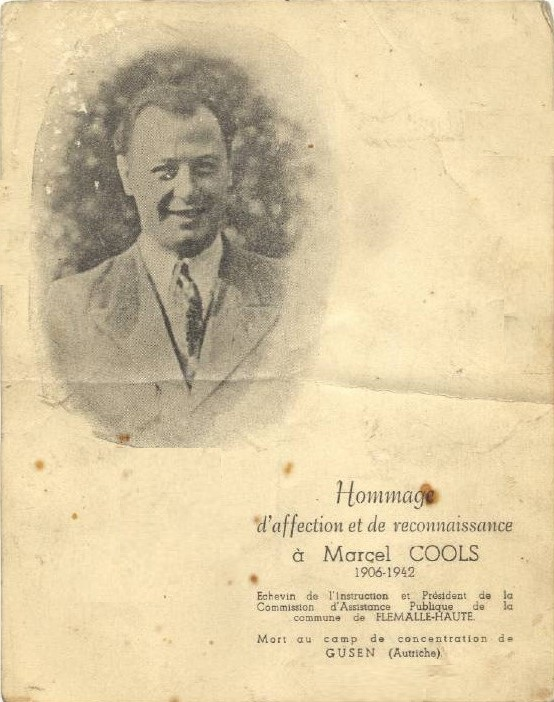 Hommage
d'affection et de reconnaissance
à Marcel COOLS
1906-1942
Echevin de l'Instruction et Président de la
Commission d'Assistance Publique de la
commune de FLEMALLE-HAUTE.
Mort au camp de concentration de
GUSEN (Autriche)